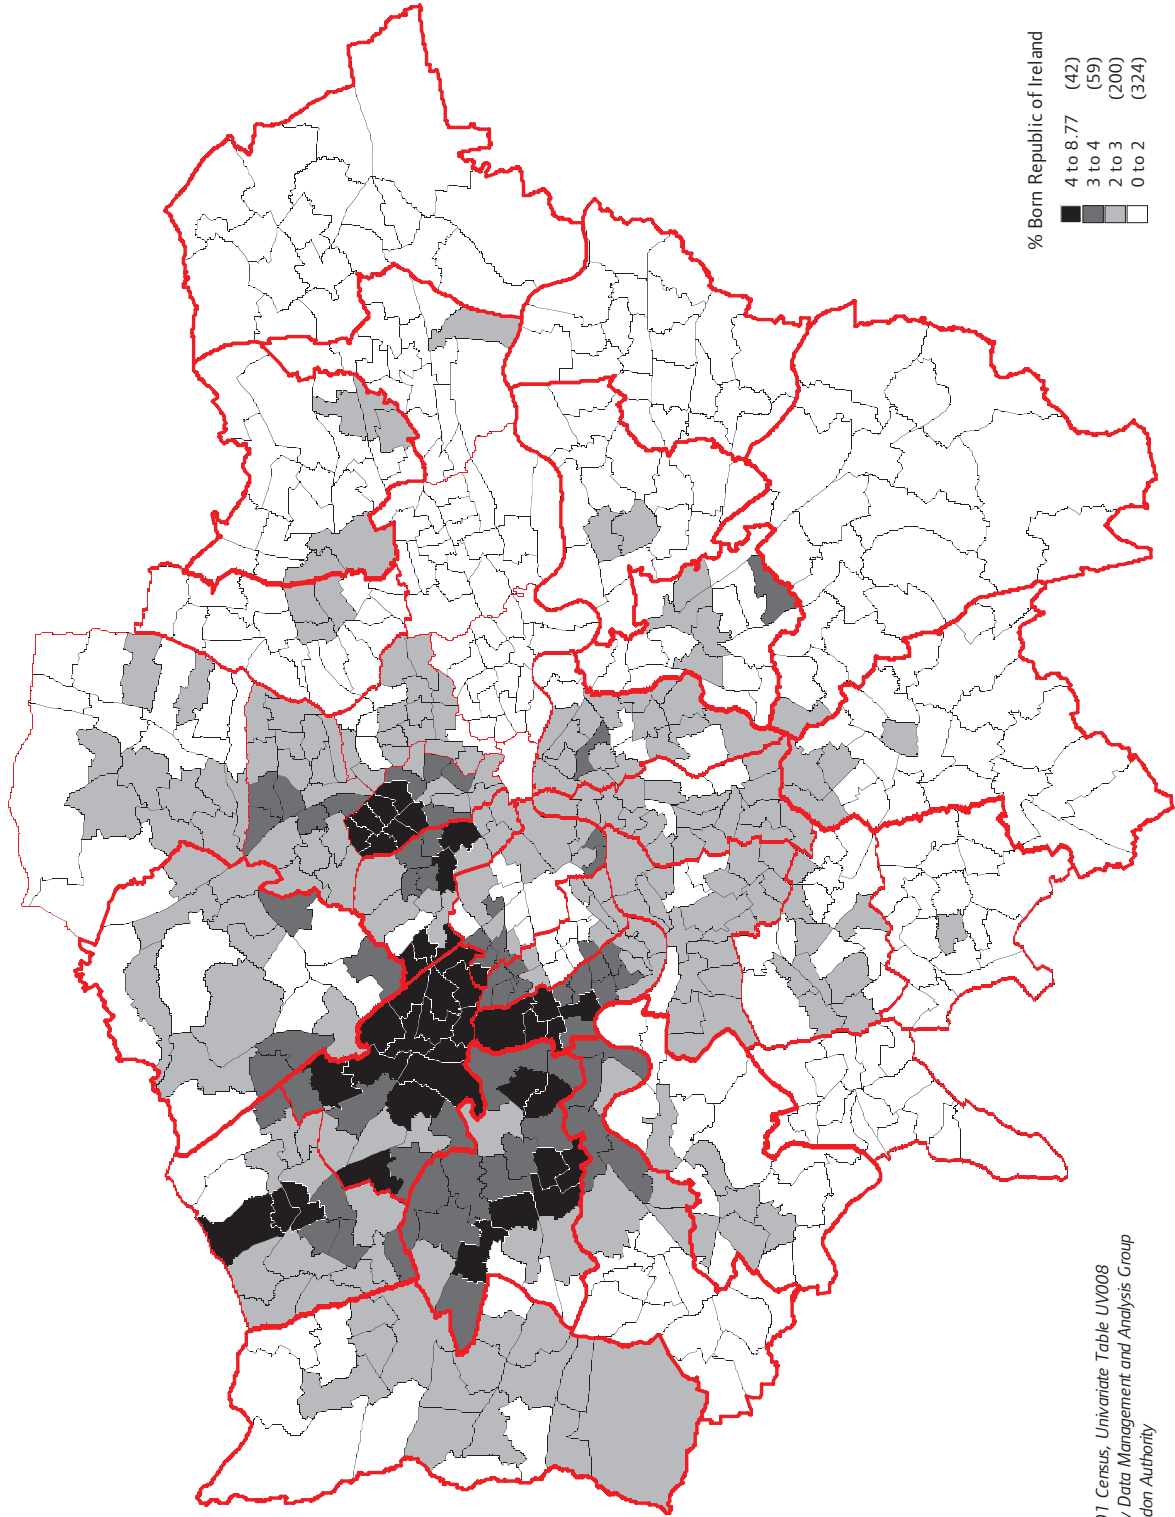 % Born Republic of Ireland
4 to 8.77 (42)
3 to 4 (59)
2 to 3 (200)
0 to 2 (324)
1 Census, Univariate Table UV008
Data Management and Analysis Group
don Authority